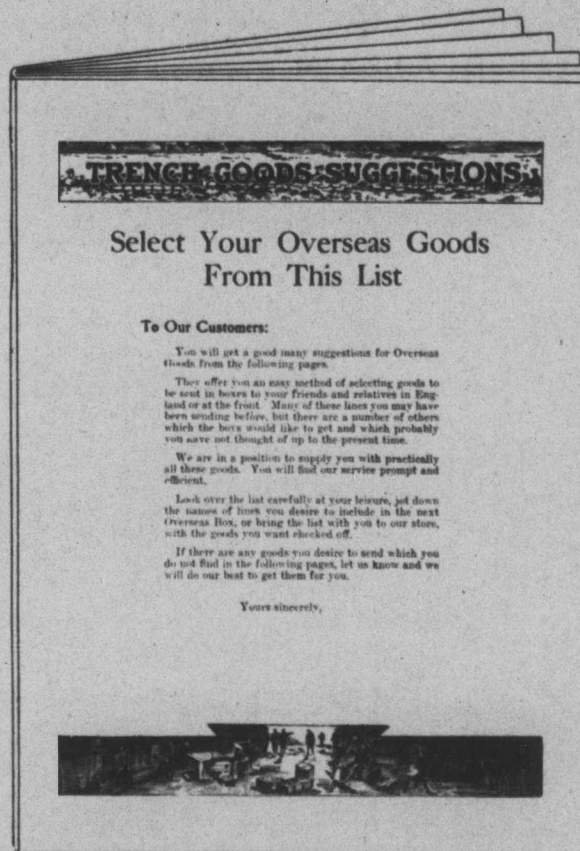 TRENCH GOODS SUGGESTIONS
Select Your Overseas Goods
From This List
To Our Customers:
You will get a good many suggestions for Overseas
Goods from the following pages.
They offer you an easy method of selecting goods to
be sent in boxes to your friends and relatives in Eng-
land or at the front. Many of these lines you may have
been sending before, but there are a number of others
which the boys would like to get and which probably
you have not thought of up to the present time.
We are in a position to supply you with practically
all these goods. You will find our service prompt and
efficient.
Look over the list carefully at your leisure, jot down
the names of lines you desire to include in the next
Overseas Box, or bring the list with you to our store,
with the goods you want checked off.
If there are any goods you desire to send which you
do not find in the following pages, let us know and we
will do our best to get them for you.
Yours sincerely,